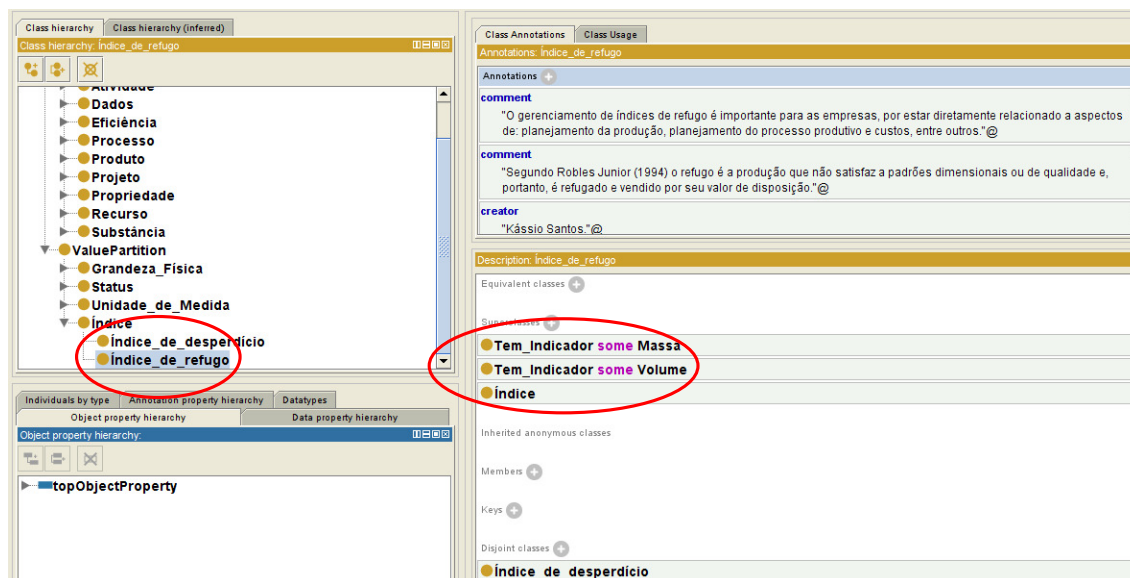 Class hierarchy Class hierarchy (inferred)
Class hierarchy: Índice_de_refugo
Atividade
Dados
Eficiência
Processo
Produto
Projeto
Propriedade
Recurso
Substância
ValuePartition
Grandeza_Física
Status
Unidade_de_Medida
Índice
Índice_de_desperdício
Índice_de_refugo
Individuals by type Annotation property hierarchy Datatypes
Object property hierarchy Data property hierarchy
Object property hierarchy:
topObjectProperty
Class Annotations Class Usage
Annotations: Índice_de_refugo
Annotations
comment
"O gerenciamento de índices de refugo é importante para as empresas, por estar diretamente relacionado a aspectos
de: planejamento da produção, planejamento do processo produtivo e custos, entre outros."@
comment
"Segundo Robles Junior (1994) o refugo é a produção que não satisfaz a padrões dimensionais ou de qualidade e,
portanto, é refugado e vendido por seu valor de disposição."@
creator
"Kássio Santos."@
Description: Índice_de_refugo
Equivalent classes
Superclasses
Tem_Indicador some Massa
Tem_Indicador some Volume
Índice
Inherited anonymous classes
Members
Keys
Disjoint classes
Índice_de_desperdício